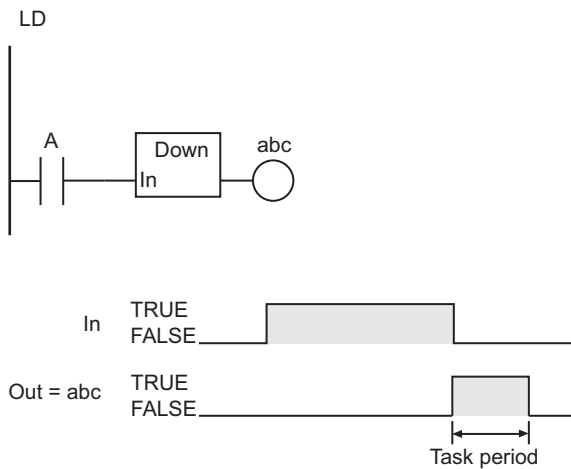 LD
A
Down
abc
In
In
TRUE
FALSE
Out = abc
TRUE
FALSE
Task period